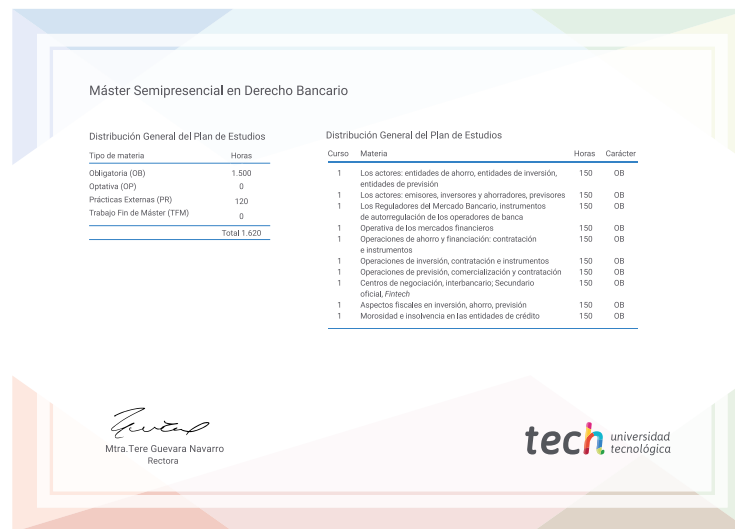 Máster Semipresencial en Derecho Bancario
Distribución General del Plan de Estudios
Tipo de materia Horas
Obligatoria (OB) 1.500
Optativa (OP) 0
Prácticas Externas (PR) 120
Trabajo Fin de Máster (TFM) 0
Total 1.620
Distribución General del Plan de Estudios
Curso Materia Horas Carácter
1 Los actores: entidades de ahorro, entidades de inversión, 150 OB
entidades de previsión
1 Los actores: emisores, inversores y ahorradores, previsores 150 OB
1 Los Reguladores del Mercado Bancario, instrumentos 150 OB
de autorregulación de los operadores de banca
1 Operativa de los mercados financieros 150 OB
1 Operaciones de ahorro y financiación: contratación 150 OB
e instrumentos
1 Operaciones de inversión, contratación e instrumentos 150 OB
1 Operaciones de previsión, comercialización y contratación 150 OB
1 Centros de negociación, interbancario; Secundario 150 OB
oficial, Fintech
1 Aspectos fiscales en inversión, ahorro, previsión 150 OB
1 Morosidad e insolvencia en las entidades de crédito 150 OB
Mtra.Tere Guevara Navarro
Rectora
tech universidad
tecnológica